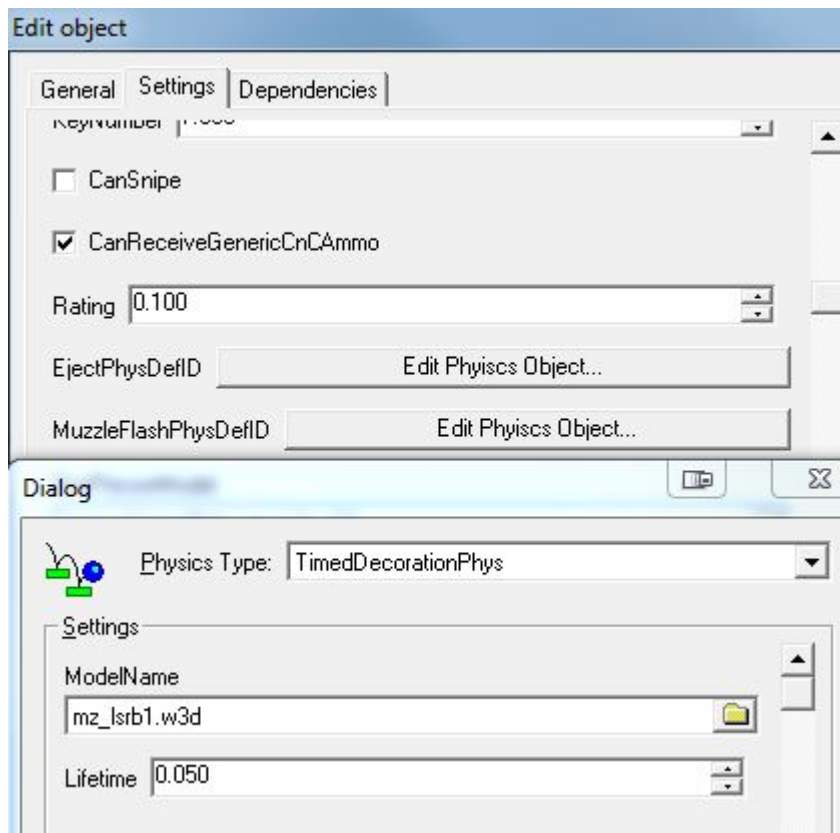 Edit object
General Settings Dependencies
KeyNumber
CanSnipe
CanReceiveGenericCnCAmmo
Rating 0.100
EjectPhysDefID Edit Phyiscs Object...
MuzzleFlashPhysDefID Edit Phyiscs Object...
Dialog
Physics Type: TimedDecorationPhys
Settings
ModelName
mz_lsrb1.w3d
Lifetime 0.050